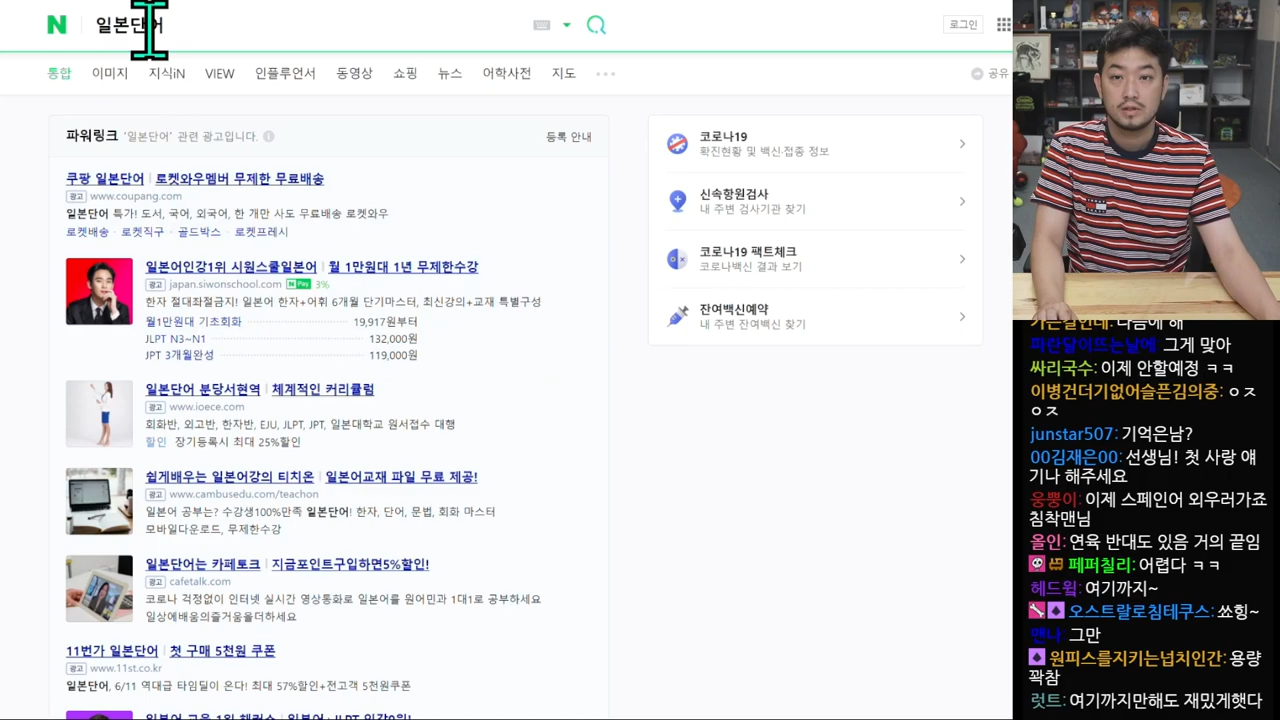 N 일본단어
로그인
통합 이미지 지식iN VIEW 인플루언서 동영상 쇼핑 뉴스 어학사전 지도
공유
파워링크 '일본단어' 관련 광고입니다. 등록 안내
쿠팡 일본단어 로켓와우멤버 무제한 무료배송
광고 www.coupang.com
일본단어 특가! 도서, 국어, 외국어, 한 개만 사도 무료배송 로켓와우
로켓배송 · 로켓직구 · 골드박스 · 로켓프레시
일본어인강1위 시원스쿨일본어 월 1만원대 1년 무제한수강
광고 japan.siwonschool.com N Pay 3%
한자 절대좌절금지! 일본어 한자+어휘 6개월 단기마스터, 최신강의+교재 특별구성
월1만원대 기초회화 19,917원부터
JLPT N3~N1 132,000원
JPT 3개월완성 119,000원
일본단어 분당서현역 체계적인 커리큘럼
광고 www.ioece.com
회화반, 외고반, 한자반, EJU, JLPT, JPT, 일본대학교 원서접수 대행
할인 장기등록시 최대 25%할인
쉽게배우는 일본어강의 티치온 일본어교재 파일 무료 제공!
광고 www.cambusedu.com/teachon
일본어 공부는? 수강생100%만족 일본단어!한자, 단어, 문법, 회화 마스터
모바일다운로드, 무제한수강
일본단어는 카페토크 지금포인트구입하면5%할인!
광고 cafetalk.com
코로나 걱정없이 인터넷 실시간 영상통화로 일본어를 원어민과 1대1로 공부하세요
일상에배움의즐거움을더하세요
11번가 일본단어 첫 구매 5천원 쿠폰
광고 www.11st.co.kr
일본단어, 6/11 역대급 타임딜이 온다! 최대 57%할인+전고객 5천원쿠폰
코로나19
확진현황 및 백신·접종 정보
신속항원검사
내 주변 검사기관 찾기
코로나19 팩트체크
코로나백신 결과 보기
잔여백신예약
내 주변 잔여백신 찾기
파란달이뜨는날에: 그게 맞아
싸리국수: 이제 안할예정 ㅋㅋ
이병건더기없어슬픈김의중: ㅇㅈ
ㅇㅈ
junstar507: 기억은남?
00김재은00: 선생님! 첫 사랑 얘
기나 해주세요
웅뿡이: 이제 스페인어 외우러가죠
침착맨님
올인: 연육 반대도 있음 거의 끝임
페퍼칠리: 어렵다 ㅋㅋ
헤드윅: 여기까지~
오스트랄로침테쿠스: 쏘힝~
맨나: 그만
원피스를지키는넙치인간: 용량
꽉참
럿트: 여기까지만해도 재밌게햇다